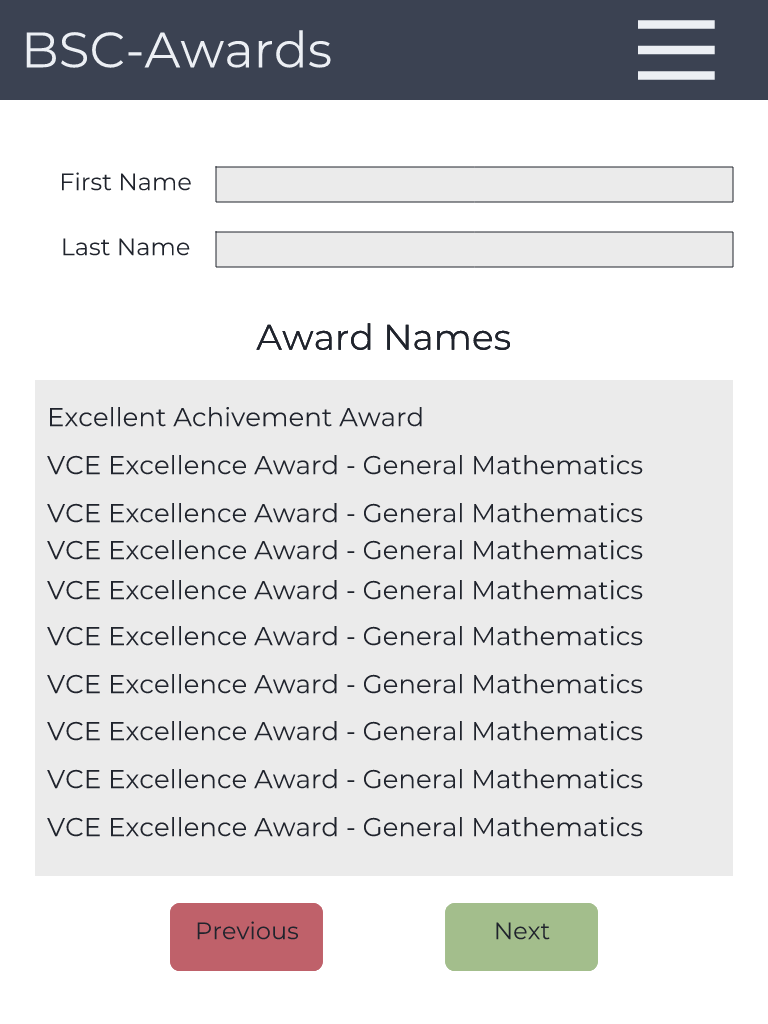 BSC-Awards
First Name
Last Name
Award Names
Excellent Achivement Award
VCE Excellence Award - General Mathematics
VCE Excellence Award - General Mathematics
VCE Excellence Award - General Mathematics
VCE Excellence Award - General Mathematics
VCE Excellence Award - General Mathematics
VCE Excellence Award - General Mathematics
VCE Excellence Award - General Mathematics
VCE Excellence Award - General Mathematics
VCE Excellence Award - General Mathematics
Previous
Next